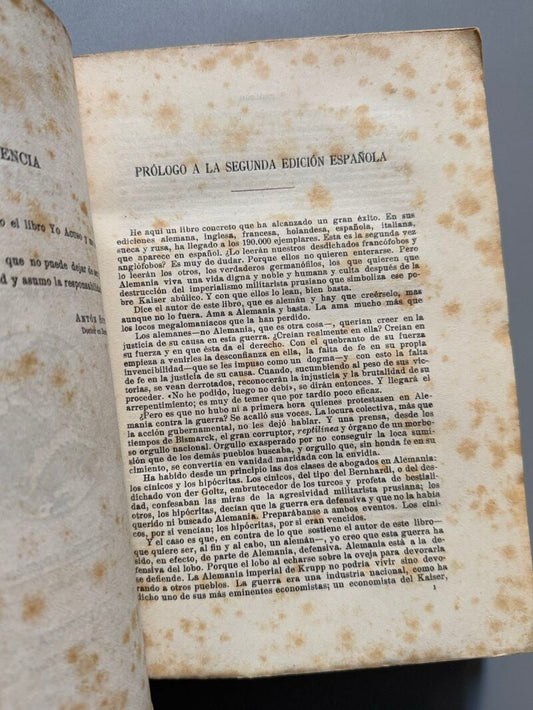 ENCIA
o el libro Yo Acuso y
que no puede dejar de
d y asumo la responsabilidad
PRÓLOGO A LA SEGUNDA EDICIÓN ESPAÑOLA
He aquí un libro concreto que ha alcanzado un gran éxito. En sus
ediciones alemana, inglesa, francesa, holandesa, española, italiana,
sueca y rusa, ha llegado a los 190.000 ejemplares. Esta es la segunda vez
que aparece en español. ¿Lo leerán nuestros desdichados francófobos y
anglófobos? Es muy de dudar. Porque ellos no quieren enterarse. Pero
lo leerán los otros, los verdaderos germanófilos, los que quieren que
Alemania viva una vida digna y noble y humana y culta después de la
destrucción del imperialismo militarista prusiano que simboliza ese po-
bre Kaiser abúlico. Y con que ellos lo lean, bien basta.
Dice el autor de este libro, que es alemán y hay que creérselo, mas
aunque no lo fuera. Ama a Alemania y basta. La ama mucho más que
los locos megalomaniacos que la han perdido.
Los alemanes—no Alemania, que es otra cosa—, querían creer en la
justicia de su causa en esta guerra. ¿Creían realmente en ella? Creían en
su fuerza y en que ésta da el derecho. Con el quebranto de su fuerza
empieza a venirles la desconfianza en ella, la falta de fe en su propia
invencibilidad—que se les impuso como un dogma—y con esto la falta
de fe en la justicia de su causa. Cuando, sucumbiendo al peso de sus vic-
torias, se vean derrotados, reconocerán la injusticia y la brutalidad de su
proceder. «No he podido, luego no debí», se dirán entonces. Y llegará el
arrepentimiento; es muy de temer que por tardío poco eficaz.
¿Pero es que no hubo ni a primera hora quienes protestasen en Ale-
mania contra la guerra? Se acalló sus voces. La locura colectiva, más que
la acción gubernamental, no les dejó hablar. Y una prensa, desde los
tiempos de Bismarck, el gran corruptor, reptilínea y órgano de un morbo-
so orgullo nacional. Orgullo exasperado por no conseguir la loca sumi-
sión que de los demás pueblos buscaba, y orgullo que, sin honda fe en su
cimiento, se convertía en vanidad maridada con la envidia.
Ha habido desde un principio las dos clases de abogados en Alemania:
los cínicos y los hipócritas. Los cínicos, del tipo del Bernhardi, o del des-
dichado von der Goltz, embrutecedor de los turcos y profeta de bestiali-
dad, confesaban las miras de la agresividad militarista prusiana; los
otros, los hipócritas, decían que la guerra era defensiva y que no la había
querido ni buscado Alemania. Preparábanse a ambos eventos. Los cíni-
cos, por si vencían; los hipócritas, por si eran vencidos.
Y el caso es que, en contra de lo que sostiene el autor de este libro—
que quiere ser, al fin y al cabo, un alemán—, yo creo que esta guerra ha
sido, en efecto, de parte de Alemania, defensiva. Alemania está a la de-
fensiva del lobo. Porque el lobo al echarse sobre la oveja para devorarla
se defiende. La Alemania imperial de Krupp no podría vivir sino devo-
rando a otros pueblos. La guerra era una industria nacional, como ha
dicho uno de sus más eminentes economistas; un economista del Kaiser,
1